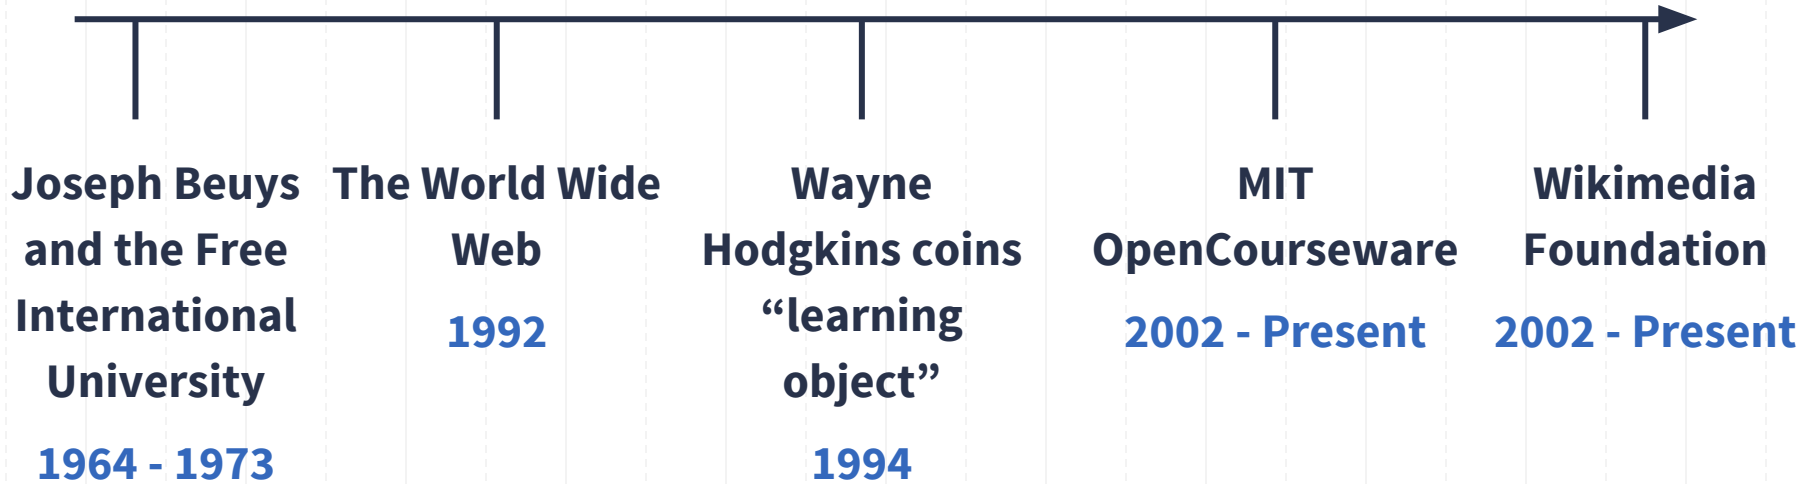 Joseph Beuys
and the Free
International
University
1964 - 1973
The World Wide
Web
1992
Wayne
Hodgkins coins
“learning
object”
1994
MIT
OpenCourseware
2002 - Present
Wikimedia
Foundation
2002 - Present